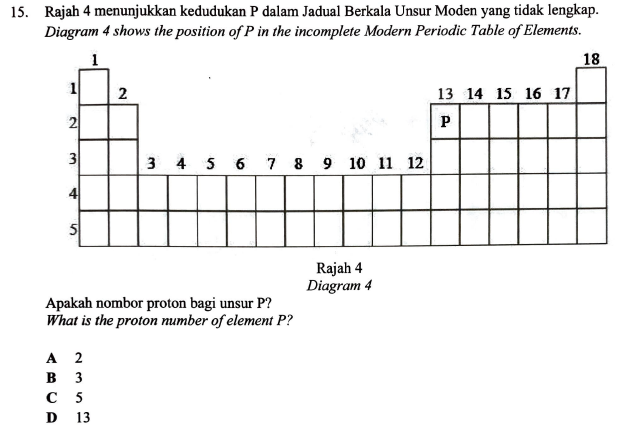 15. Rajah 4 menunjukkan kedudukan P dalam Jadual Berkala Unsur Moden yang tidak lengkap.
Diagram 4 shows the position of P in the incomplete Modern Periodic Table of Elements.
1 18
1 2 13 14 15 16 17
2 P
3 3 4 5 6 7 8 9 10 11 12
4
5
Rajah 4
Diagram 4
Apakah nombor proton bagi unsur P?
What is the proton number of element P?
A 2
B 3
C 5
D 13